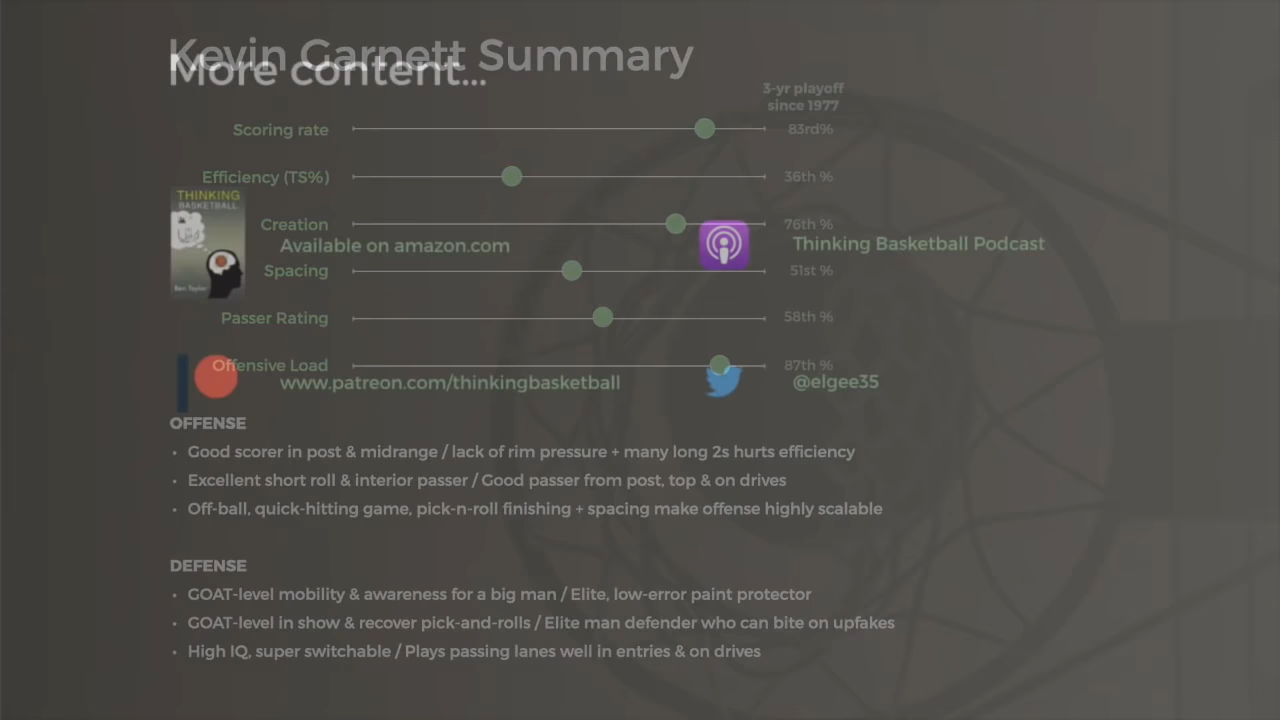 Kevin Garnett Summary
More content...
3-yr playoff
since 1977
Scoring rate 83rd%
Efficiency (TS%) 36th %
THINKING
BASKETBALL
Creation 76th %
Available on amazon.com
Thinking Basketball Podcast
Spacing 51st %
Ben Taylor
Passer Rating 58th %
Offensive Load 87th %
www.patreon.com/thinkingbasketball
@elgee35
OFFENSE
• Good scorer in post & midrange / lack of rim pressure + many long 2s hurts efficiency
• Excellent short roll & interior passer / Good passer from post, top & on drives
• Off-ball, quick-hitting game, pick-n-roll finishing + spacing make offense highly scalable
DEFENSE
• GOAT-level mobility & awareness for a big man / Elite, low-error paint protector
• GOAT-level in show & recover pick-and-rolls / Elite man defender who can bite on upfakes
• High IQ, super switchable / Plays passing lanes well in entries & on drives